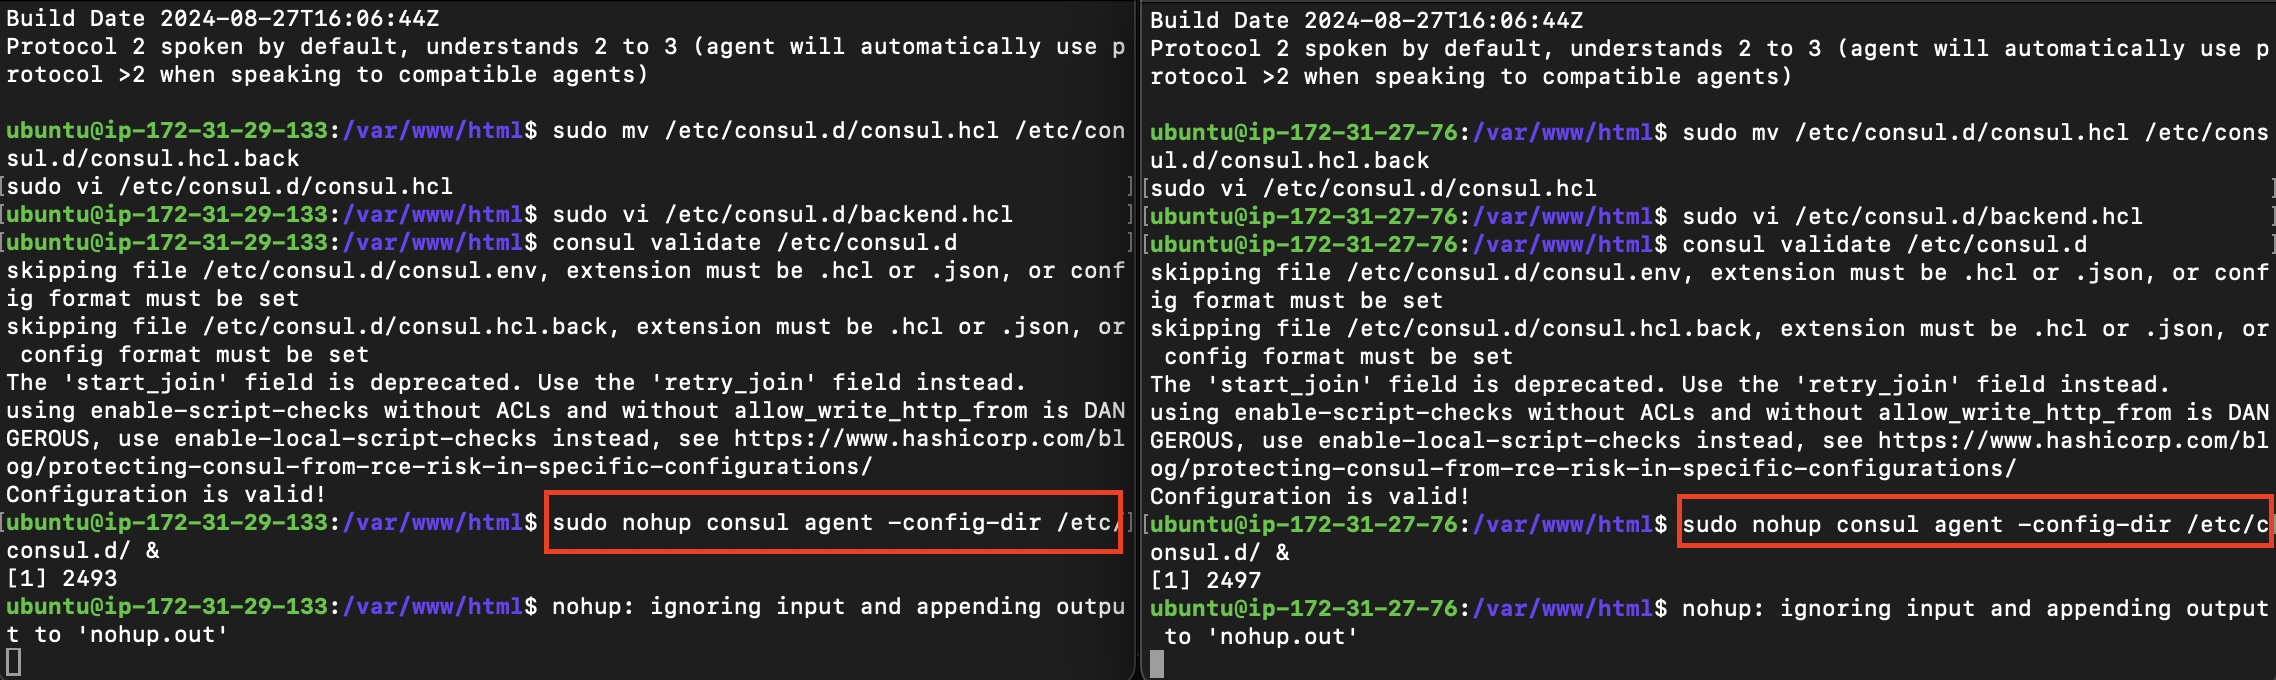 Build Date 2024-08-27T16:06:44Z
Protocol 2 spoken by default, understands 2 to 3 (agent will automatically use p
rotocol >2 when speaking to compatible agents)
ubuntu@ip-172-31-29-133:/var/www/html$ sudo mv /etc/consul.d/consul.hcl /etc/con
sul.d/consul.hcl.back
[sudo vi /etc/consul.d/consul.hcl ]
[ubuntu@ip-172-31-29-133:/var/www/html$ sudo vi /etc/consul.d/backend.hcl ]
[ubuntu@ip-172-31-29-133:/var/www/html$ consul validate /etc/consul.d ]
skipping file /etc/consul.d/consul.env, extension must be .hcl or .json, or conf
ig format must be set
skipping file /etc/consul.d/consul.hcl.back, extension must be .hcl or .json, or
 config format must be set
The 'start_join' field is deprecated. Use the 'retry_join' field instead.
using enable-script-checks without ACLs and without allow_write_http_from is DAN
GEROUS, use enable-local-script-checks instead, see https://www.hashicorp.com/bl
og/protecting-consul-from-rce-risk-in-specific-configurations/
Configuration is valid!
[ubuntu@ip-172-31-29-133:/var/www/html$ sudo nohup consul agent -config-dir /etc/]
consul.d/ &
[1] 2493
ubuntu@ip-172-31-29-133:/var/www/html$ nohup: ignoring input and appending outpu
t to 'nohup.out'
Build Date 2024-08-27T16:06:44Z
Protocol 2 spoken by default, understands 2 to 3 (agent will automatically use p
rotocol >2 when speaking to compatible agents)
ubuntu@ip-172-31-27-76:/var/www/html$ sudo mv /etc/consul.d/consul.hcl /etc/cons
ul.d/consul.hcl.back
[sudo vi /etc/consul.d/consul.hcl ]
[ubuntu@ip-172-31-27-76:/var/www/html$ sudo vi /etc/consul.d/backend.hcl ]
[ubuntu@ip-172-31-27-76:/var/www/html$ consul validate /etc/consul.d ]
skipping file /etc/consul.d/consul.env, extension must be .hcl or .json, or conf
ig format must be set
skipping file /etc/consul.d/consul.hcl.back, extension must be .hcl or .json, or
 config format must be set
The 'start_join' field is deprecated. Use the 'retry_join' field instead.
using enable-script-checks without ACLs and without allow_write_http_from is DAN
GEROUS, use enable-local-script-checks instead, see https://www.hashicorp.com/bl
og/protecting-consul-from-rce-risk-in-specific-configurations/
Configuration is valid!
[ubuntu@ip-172-31-27-76:/var/www/html$ sudo nohup consul agent -config-dir /etc/c]
onsul.d/ &
[1] 2497
ubuntu@ip-172-31-27-76:/var/www/html$ nohup: ignoring input and appending output
 to 'nohup.out'